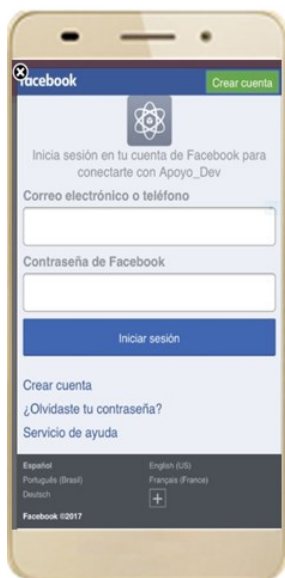 facebook
Crear cuenta
Inicia sesión en tu cuenta de Facebook para
conectarte con Apoyo_Dev
Correo electrónico o teléfono
Contraseña de Facebook
Iniciar sesión
Crear cuenta
¿Olvidaste tu contraseña?
Servicio de ayuda
Español
English (US)
Português (Brasil)
Français (France)
Deutsch
Facebook ©2017